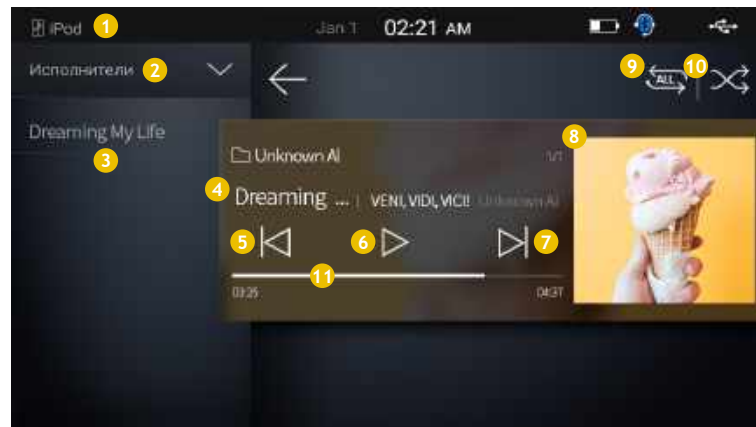 iPod 1 Jan 1 02:21 AM
Исполнители 2
9 ALL 10
Dreaming My Life
3
8
Unknown Al 1/1
4 Dreaming ... | VENI, VIDI, VICI! Unknown Al
5 6 7
11
03:25 04:37